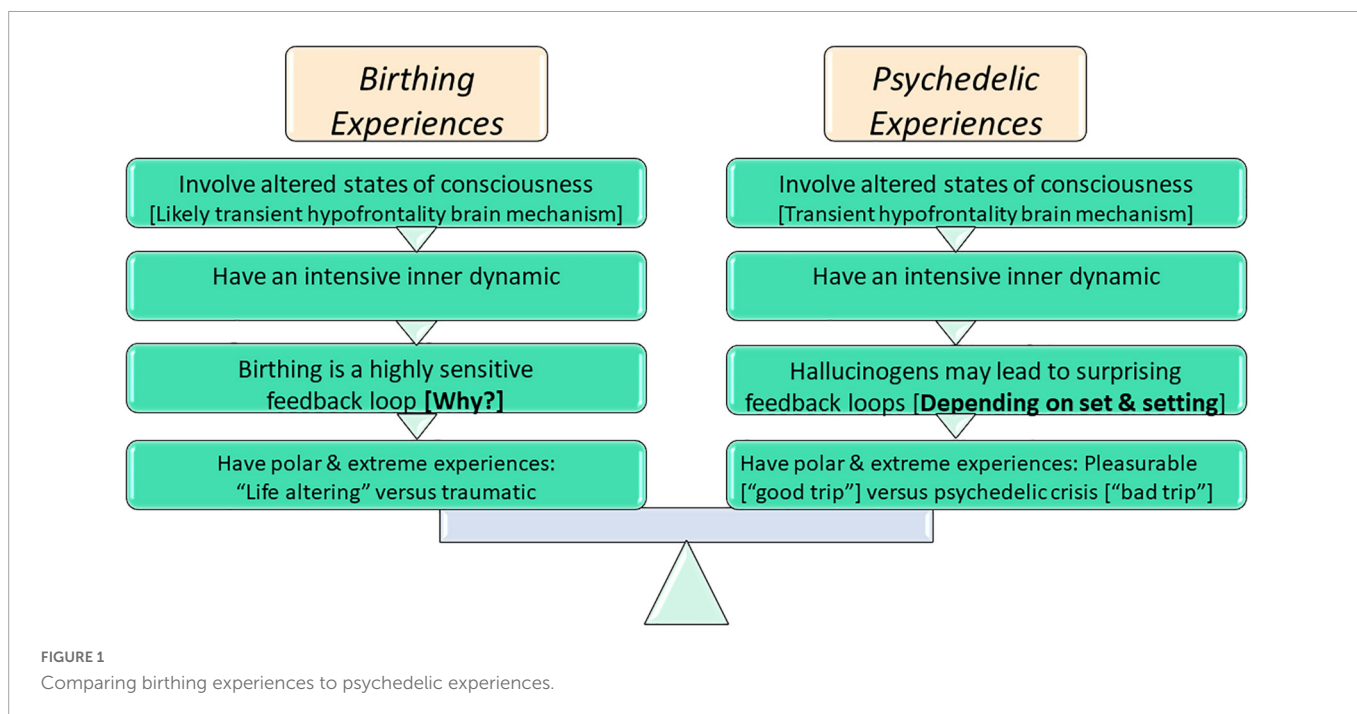 Birthing
Experiences
Involve altered states of consciousness
[Likely transient hypofrontality brain mechanism]
Have an intensive inner dynamic
Birthing is a highly sensitive
feedback loop [Why?]
Have polar & extreme experiences:
“Life altering” versus traumatic
Psychedelic
Experiences
Involve altered states of consciousness
[Transient hypofrontality brain mechanism]
Have an intensive inner dynamic
Hallucinogens may lead to surprising
feedback loops [Depending on set & setting]
Have polar & extreme experiences: Pleasurable
[“good trip”] versus psychedelic crisis [“bad trip”]
FIGURE 1
Comparing birthing experiences to psychedelic experiences.